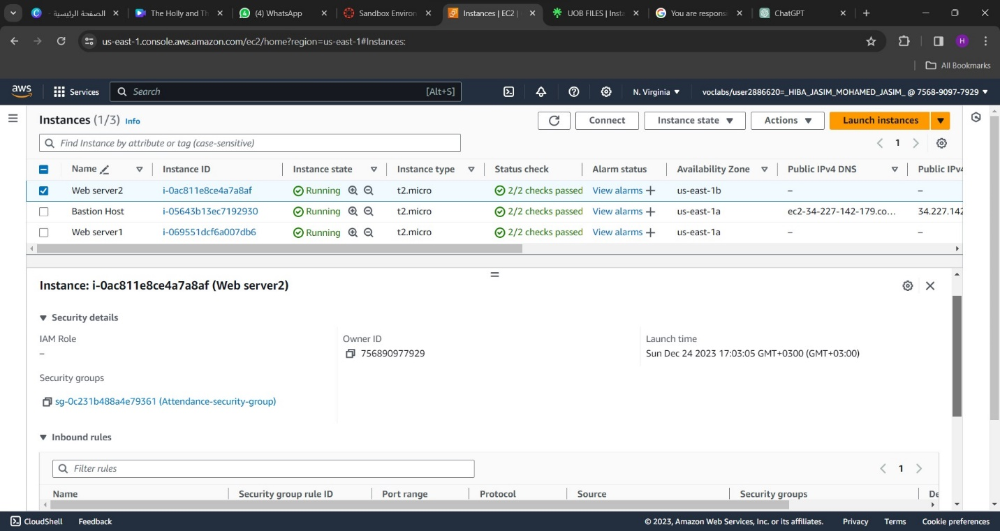 الصفحة الرئيسية -
The Holly and Th
(4) WhatsApp
Sandbox Environ
Instances | EC2 |
UOB FILES | Insta
You are responsi
ChatGPT
us-east-1.console.aws.amazon.com/ec2/home?region=us-east-1#Instances:
H
All Bookmarks
aws
Services
Search
[Alt+S]
N. Virginia
voclabs/user2886620=_HIBA_JASIM_MOHAMED_JASIM_ @ 7568-9097-7929
Instances (1/3) Info
Connect
Instance state
Actions
Launch instances
Find Instance by attribute or tag (case-sensitive)
1
Name Instance ID Instance state Instance type Status check Alarm status Availability Zone Public IPv4 DNS Public IPv4
Web server2 i-0ac811e8ce4a7a8af Running t2.micro 2/2 checks passed View alarms + us-east-1b – –
Bastion Host i-05643b13ec7192930 Running t2.micro 2/2 checks passed View alarms + us-east-1a ec2-34-227-142-179.co... 34.227.142
Web server1 i-069551dcf6a007db6 Running t2.micro 2/2 checks passed View alarms + us-east-1a – –
Instance: i-0ac811e8ce4a7a8af (Web server2)
Security details
IAM Role
–
Owner ID
756890977929
Launch time
Sun Dec 24 2023 17:03:05 GMT+0300 (GMT+03:00)
Security groups
sg-0c231b488a4e79361 (Attendance-security-group)
Inbound rules
Filter rules
1
Name Security group rule ID Port range Protocol Source Security groups De
CloudShell Feedback © 2023, Amazon Web Services, Inc. or its affiliates. Privacy Terms Cookie preferences